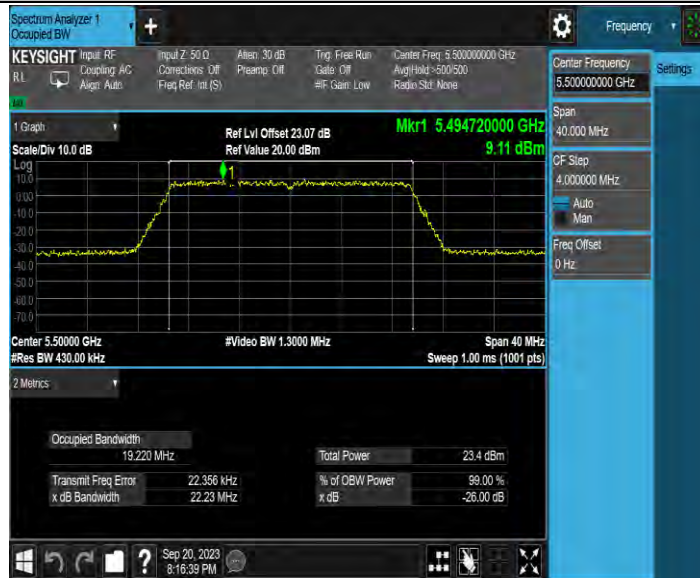 Spectrum Analyzer 1
Occupied BW
+
Frequency
KEYSIGHT
RL
Input: RF
Coupling: AC
Align: Auto
Input Z: 50 Ω
Corrections: Off
Freq Ref: Int (S)
Atten: 30 dB
Preamp: Off
Trig: Free Run
Gate: Off
#IF Gain: Low
Center Freq: 5.500000000 GHz
Avg|Hold:>500/500
Radio Std: None
1 Graph
Scale/Div 10.0 dB
Ref Lvl Offset 23.07 dB
Ref Value 20.00 dBm
Mkr1 5.494720000 GHz
9.11 dBm
Log
10.0
0.00
-10.0
-20.0
-30.0
-40.0
-50.0
-60.0
-70.0
1
Center 5.50000 GHz
#Res BW 430.00 kHz
#Video BW 1.3000 MHz
Span 40 MHz
Sweep 1.00 ms (1001 pts)
2 Metrics
Occupied Bandwidth
19.220 MHz
Transmit Freq Error 22.356 kHz
x dB Bandwidth 22.23 MHz
Total Power 23.4 dBm
% of OBW Power 99.00 %
x dB -26.00 dB
?
Sep 20, 2023
8:16:39 PM
Center Frequency
5.500000000 GHz
Settings
Span
40.000 MHz
CF Step
4.000000 MHz
Auto
Man
Freq Offset
0 Hz